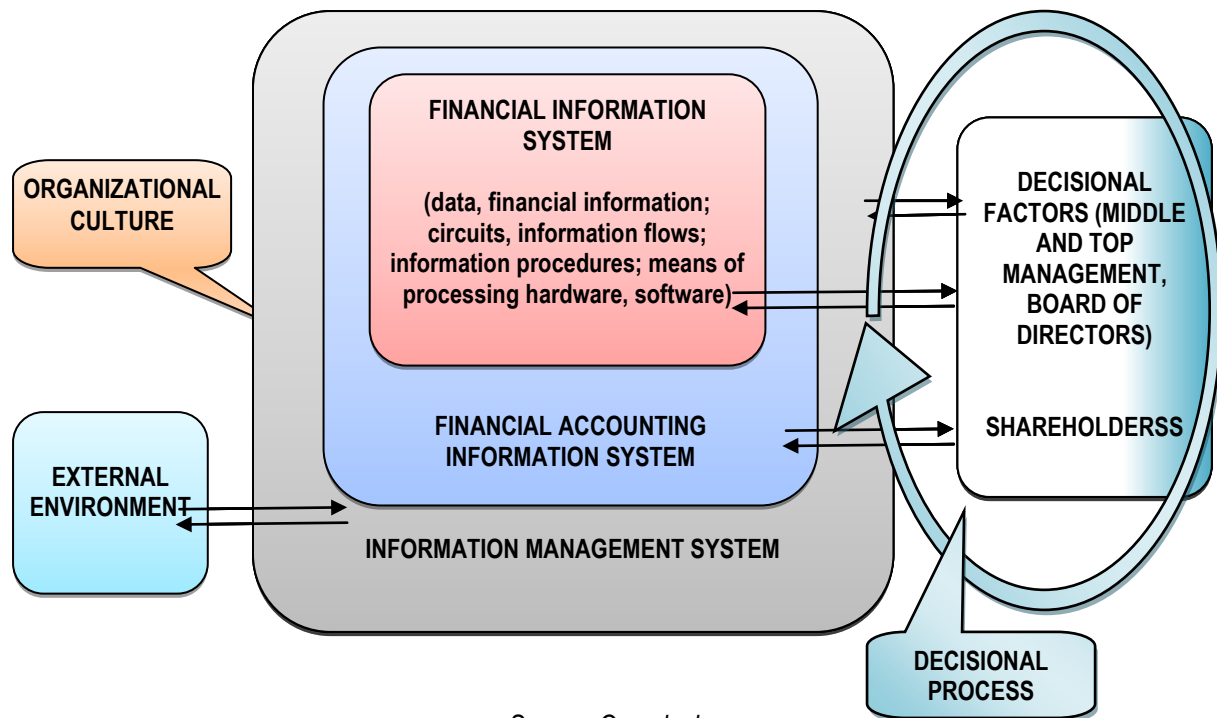 FINANCIAL INFORMATION
SYSTEM
(data, financial information;
circuits, information flows;
information procedures; means of
processing hardware, software)
ORGANIZATIONAL
CULTURE
DECISIONAL
FACTORS (MIDDLE
AND TOP
MANAGEMENT,
BOARD OF
DIRECTORS)
SHAREHOLDERSS
FINANCIAL ACCOUNTING
INFORMATION SYSTEM
EXTERNAL
ENVIRONMENT
INFORMATION MANAGEMENT SYSTEM
DECISIONAL
PROCESS